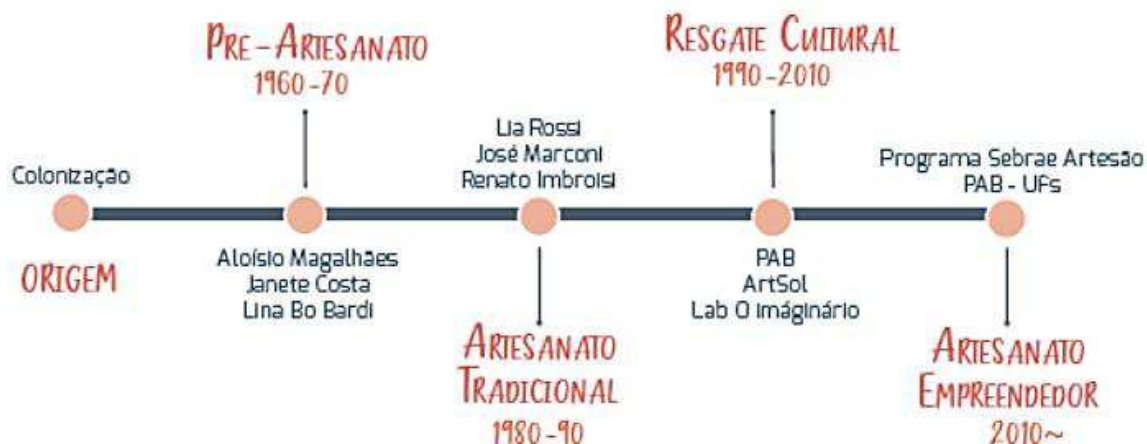 Colonização
ORIGEM
PRE-ARTESANATO
1960-70
Aloísio Magalhães
Janete Costa
Lina Bo Bardi
Lia Rossi
José Marconi
Renato Imbroisi
ARTESANATO
TRADICIONAL
1980-90
RESGATE CULTURAL
1990-2010
PAB
ArtSol
Lab O imáginário
Programa Sebrae Artesão
PAB - UFs
ARTESANATO
EMPREENDEDOR
2010~